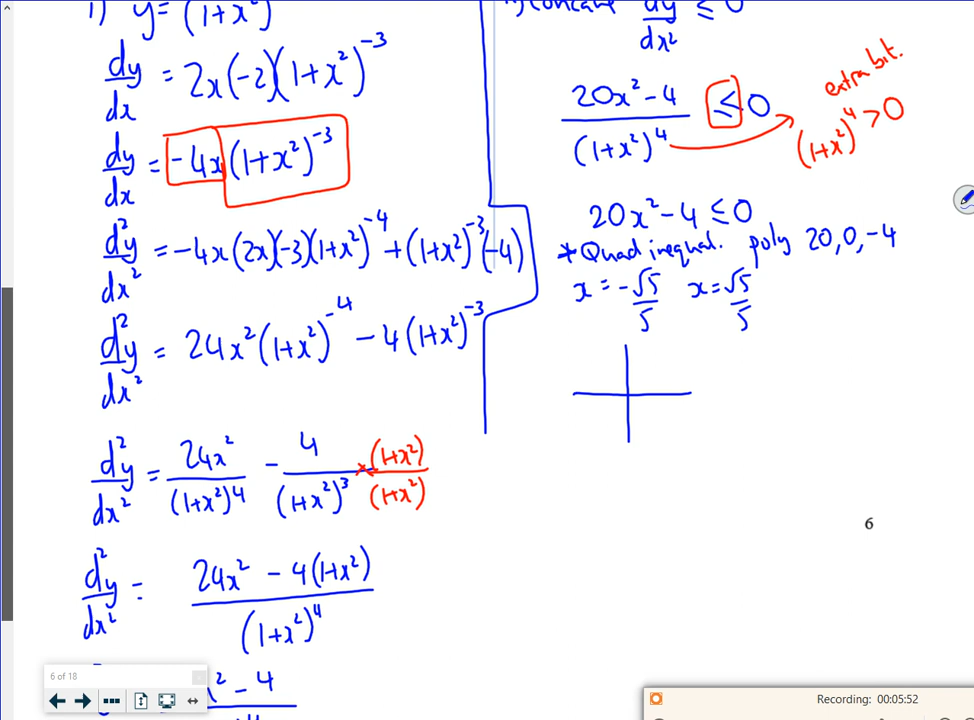 1) y = (1+x²)
dy/dx = 2x(-2)(1+x²)⁻³
dy/dx = -4x(1+x²)⁻³
d²y/dx² = -4x(2x)(-3)(1+x²)⁻⁴ + (1+x²)⁻³(-4)
d²y/dx² = 24x²(1+x²)⁻⁴ - 4(1+x²)⁻³
d²y/dx² = 24x²/(1+x²)⁴ - 4/(1+x²)³ × (1+x²)/(1+x²)
d²y/dx² = (24x² - 4(1+x²))/(1+x²)⁴
x² - 4
concave dy/dx² ≤ 0
(20x² - 4)/(1+x²)⁴ ≤ 0
extra bit.
(1+x²)⁴ > 0
20x² - 4 ≤ 0
* Quad inequal. poly 20, 0, -4
x = -√5/5 x = √5/5
6
6 of 18
Recording: 00:05:52